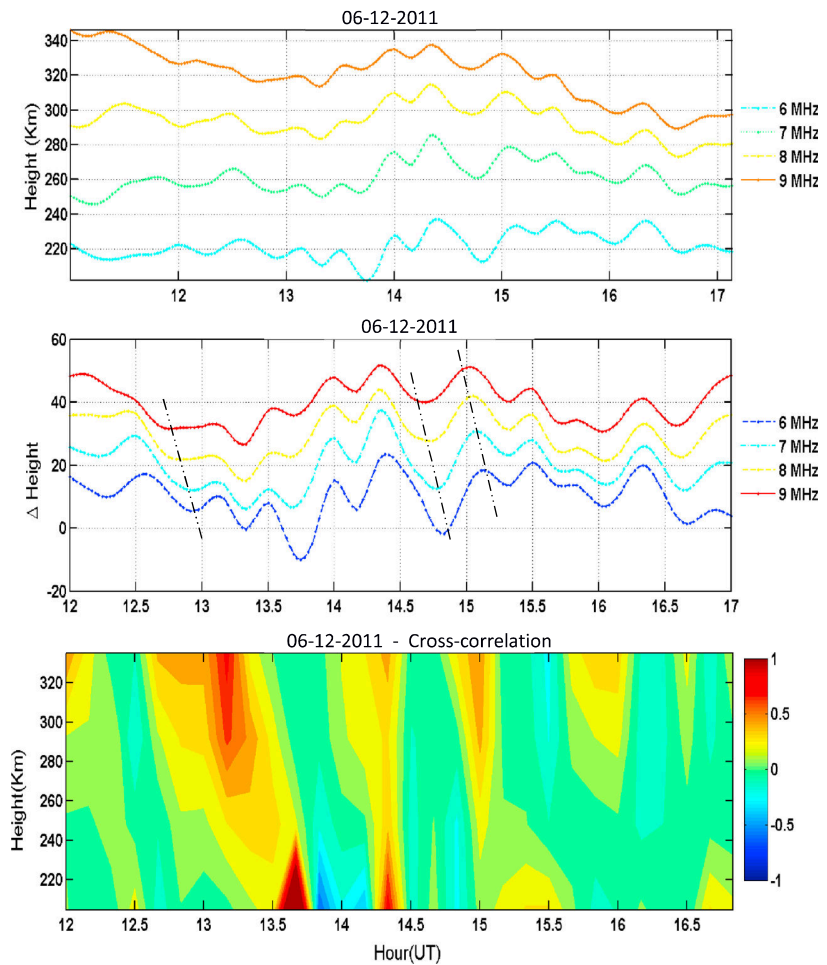 06-12-2011
340
320
300
280
260
240
220
Height (Km)
12 13 14 15 16 17
6 MHz
7 MHz
8 MHz
9 MHz
06-12-2011
60
40
20
0
-20
Δ Height
12 12.5 13 13.5 14 14.5 15 15.5 16 16.5 17
6 MHz
7 MHz
8 MHz
9 MHz
06-12-2011 - Cross-correlation
320
300
280
260
240
220
Height(Km)
12 12.5 13 13.5 14 14.5 15 15.5 16 16.5
Hour(UT)
1
0.5
0
-0.5
-1